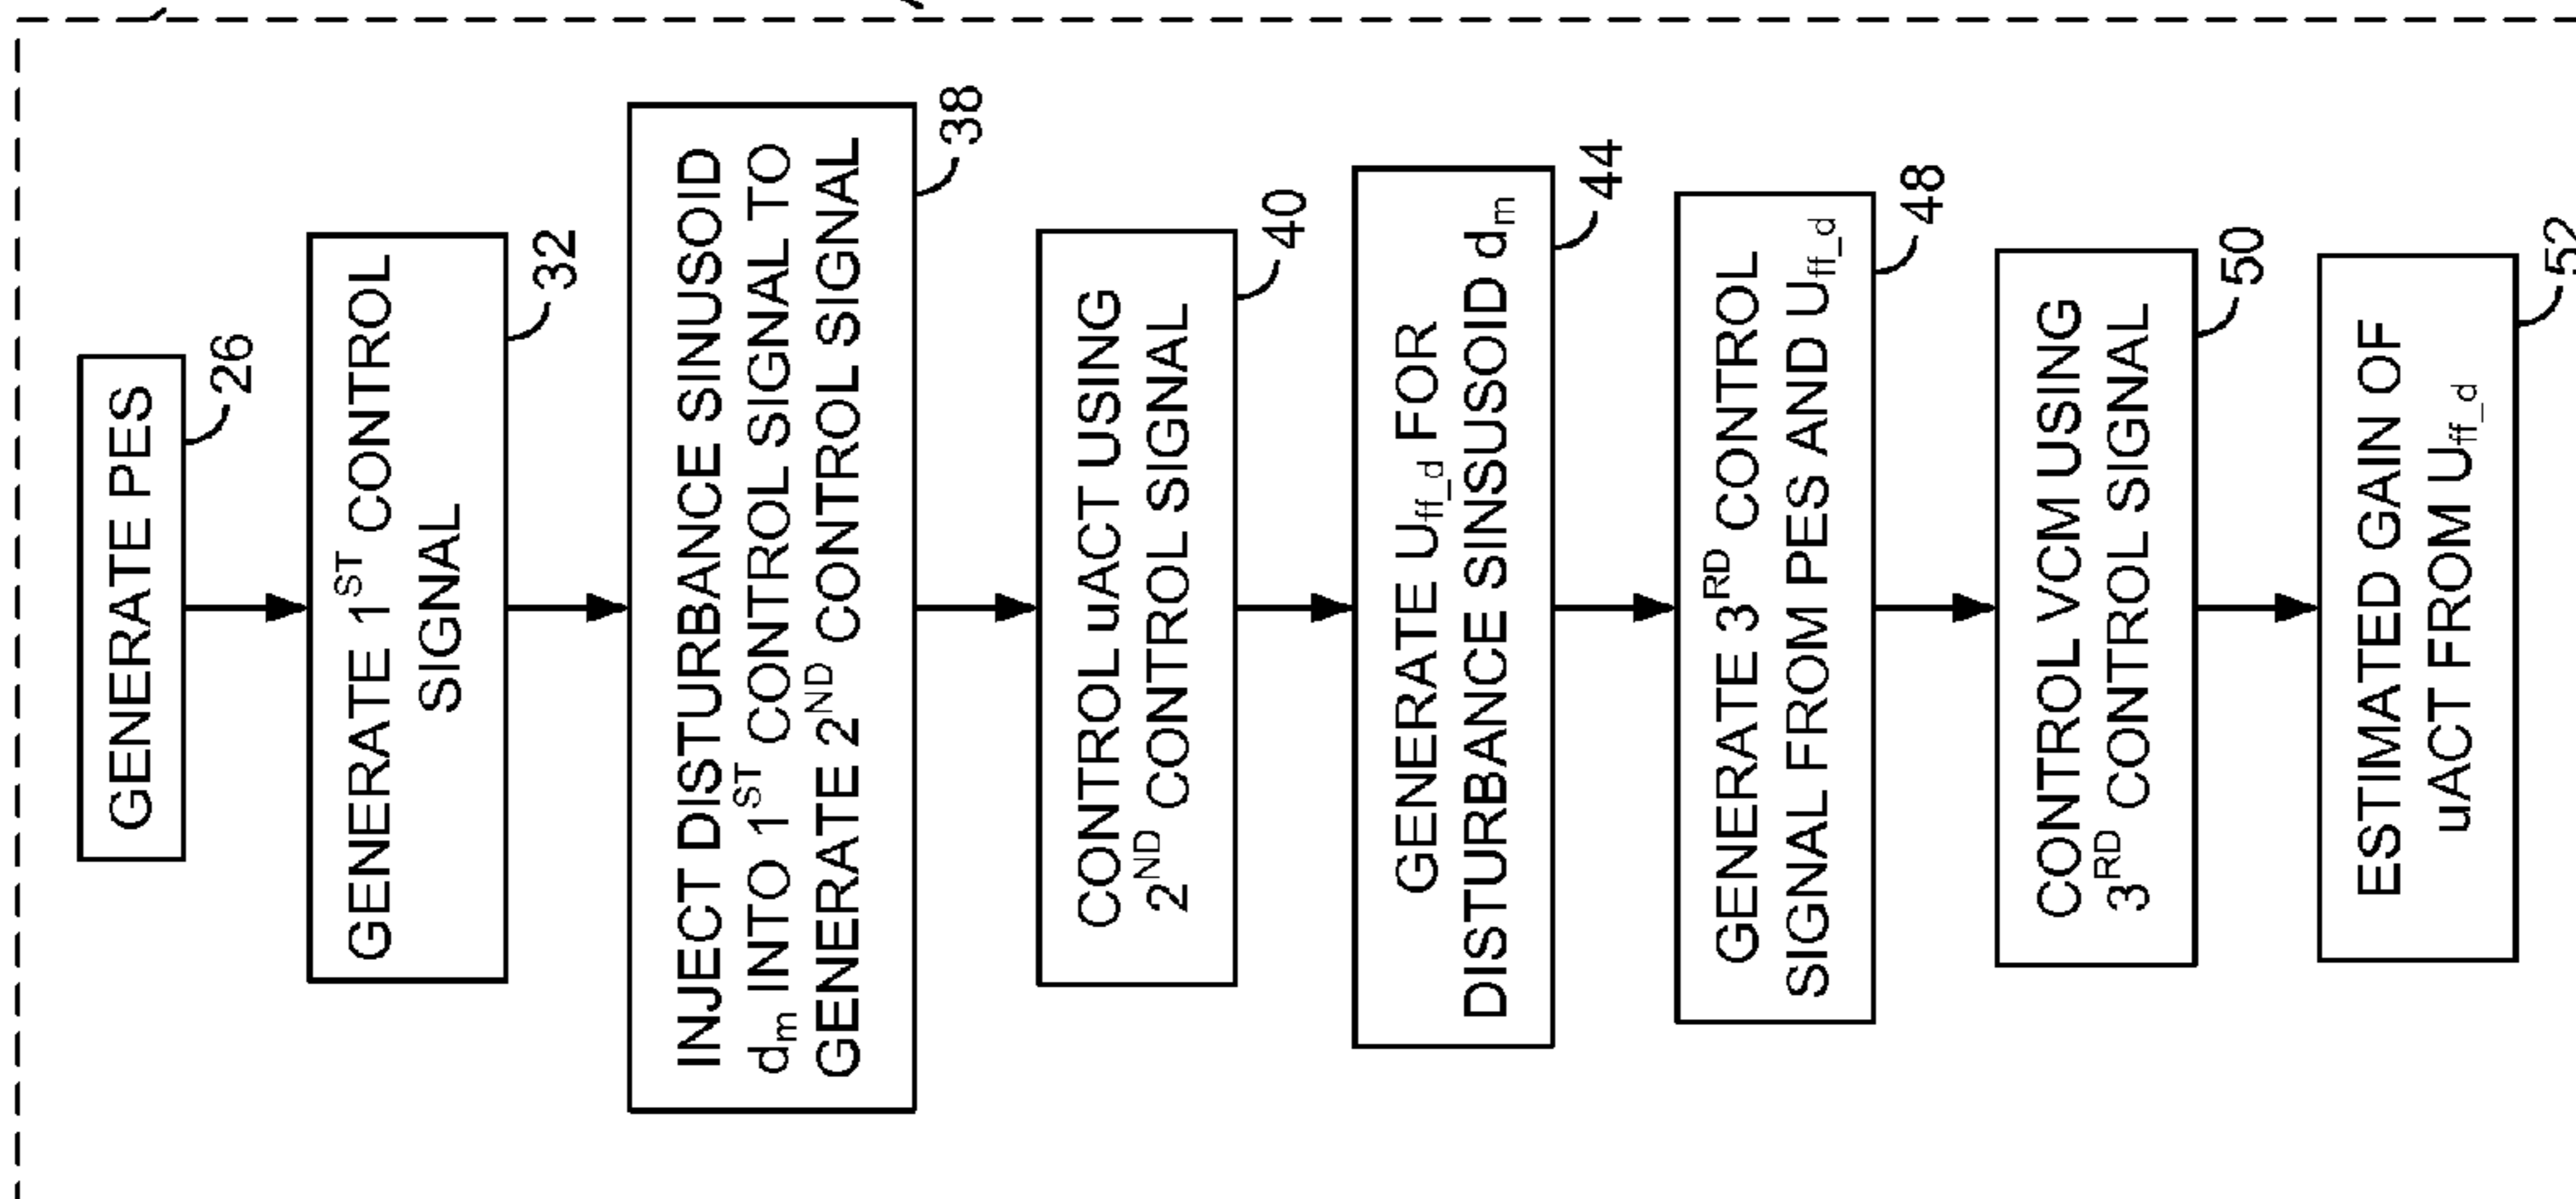 GENERATE PES
26
GENERATE 1ST CONTROL
SIGNAL
32
INJECT DISTURBANCE SINUSOID
dm INTO 1ST CONTROL SIGNAL TO
GENERATE 2ND CONTROL SIGNAL
38
CONTROL uACT USING
2ND CONTROL SIGNAL
40
GENERATE Uff_d FOR
DISTURBANCE SINSUSOID dm
44
GENERATE 3RD CONTROL
SIGNAL FROM PES AND Uff_d
48
CONTROL VCM USING
3RD CONTROL SIGNAL
50
ESTIMATED GAIN OF
uACT FROM Uff_d
52